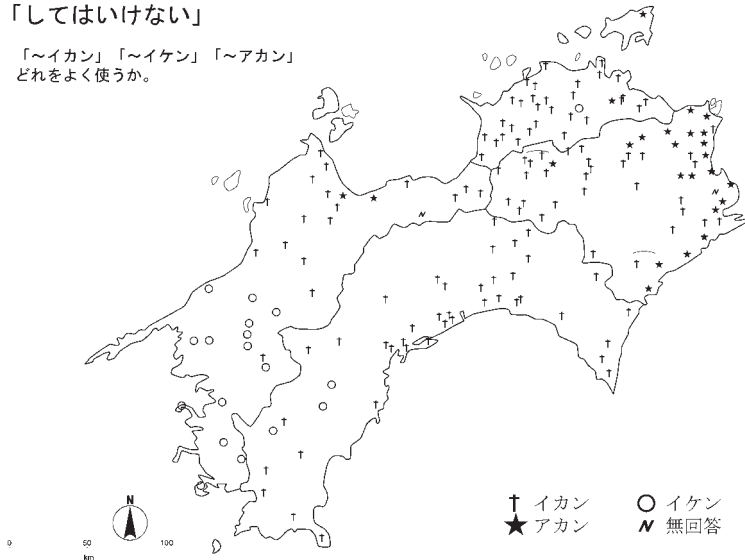 「してはいけない」
「～イカン」「～イケン」「～アカン」
どれをよく使うか。
N
0 50 100
km
イカン イケン
アカン 無回答